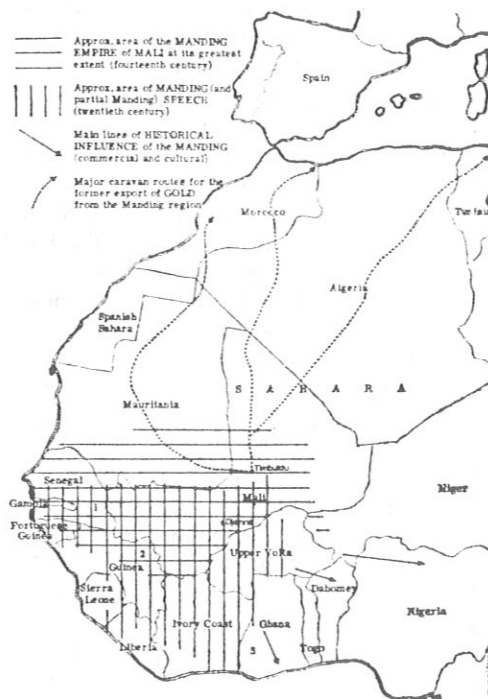 Approx. area of the MANDING
EMPIRE of MALI at its greatest
extent (fourteenth century)
Approx. area of MANDING (and
partial Manding) SPEECH
(twentieth century)
Main lines of HISTORICAL
INFLUENCE of the MANDING
(commercial and cultural)
Major caravan routes for the
former export of GOLD
from the Manding region
Spain
Morocco
Algeria
Spanish
Sahara
SAHARA
Mauritania
Timbuktu
Senegal
Mali
Niger
Gambia
1
Portuguese
Guinea
Upper Volta
2
Guinea
Dahomey
Sierra
Leone
Nigeria
Ivory Coast
Ghana
Liberia
3
Togo